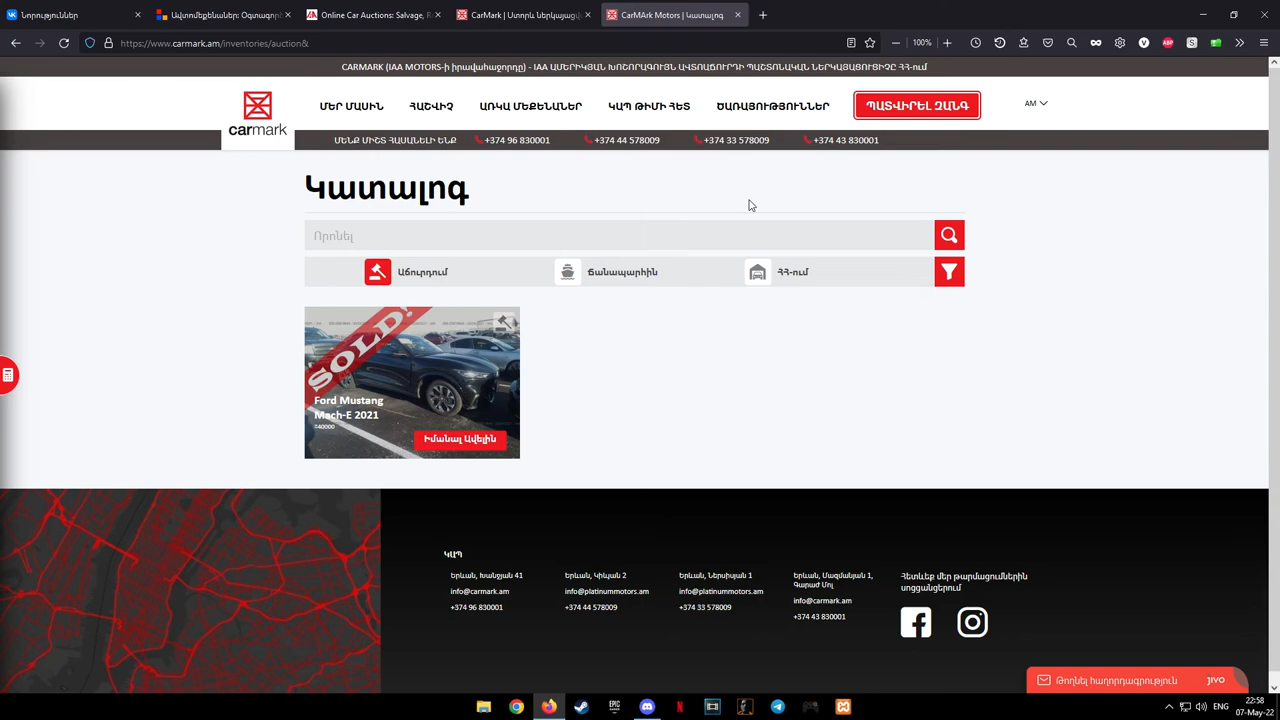 Նորություններ
Ավտոմեքենաներ: Օգտագործ
Online Car Auctions: Salvage, R
CarMark | Ստորև ներկայացվ
CarMArk Motors | Կատալոգ
https://www.carmark.am/inventories/auction&
100%
CARMARK (IAA MOTORS-ի իրավահաջորդը) - IAA ԱՄԵՐԻԿՅԱՆ ԽՈՇՈՐԱԳՈՒՅՆ ԱՎՏՈԱՃՈՒՐԴԻ ՊԱՇՏՈՆԱԿԱՆ ՆԵՐԿԱՅԱՑՈՒՑԻՉԸ ՀՀ-ում
carmark
ՄԵՐ ՄԱՍԻՆ
ՀԱՇՎԻՉ
ԱՌԿԱ ՄԵՔԵՆԱՆԵՐ
ԿԱՊ ԹԻՄԻ ՀԵՏ
ԾԱՌԱՅՈՒԹՅՈՒՆՆԵՐ
ՊԱՏՎԻՐԵԼ ԶԱՆԳ
AM
ՄԵՆՔ ՄԻՇՏ ՀԱՍԱՆԵԼԻ ԵՆՔ
+374 96 830001
+374 44 578009
+374 33 578009
+374 43 830001
Կատալոգ
Որոնել
Աճուրդում
Ճանապարհին
ՀՀ-ում
SOLD!
Ford Mustang
Mach-E 2021
≈40000
Իմանալ Ավելին
ԿԱՊ
Երևան, Խանջյան 41
info@carmark.am
+374 96 830001
Երևան, Կիևյան 2
info@platinummotors.am
+374 44 578009
Երևան, Ներսիսյան 1
info@platinummotors.am
+374 33 578009
Երևան, Մազմանյան 1,
Գարաժ Մոլ
info@carmark.am
+374 43 830001
Հետևեք մեր թարմացումներին
սոցցանցերում
Թողնել հաղորդագրություն
jivo
ENG
22:58
07-May-22